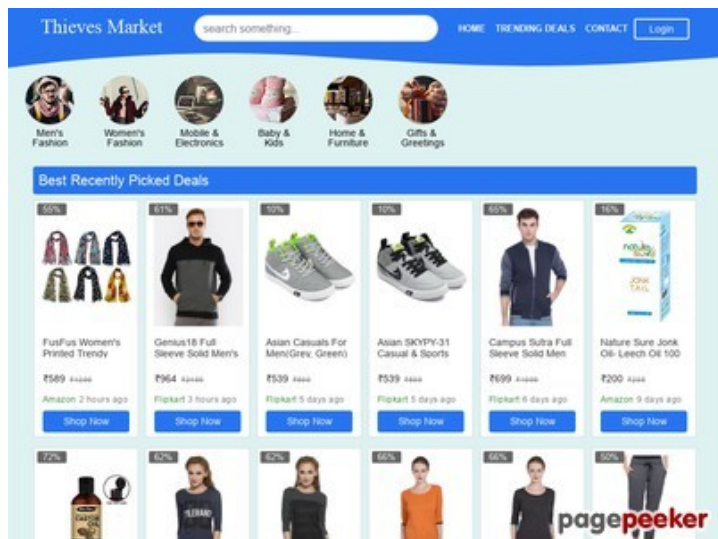 Thieves Market
search something...
HOME TRENDING DEALS CONTACT Login
Men's Fashion
Women's Fashion
Mobile & Electronics
Baby & Kids
Home & Furniture
Gifts & Greetings
Best Recently Picked Deals
55%
FusFus Women's
Printed Trendy
₹589
Amazon 2 hours ago
Shop Now
61%
Genius18 Full
Sleeve Solid Men's
₹964
Flipkart 3 hours ago
Shop Now
10%
Asian Casuals For
Men(Grey, Green)
₹539
Flipkart 5 days ago
Shop Now
10%
Asian SKYPY-31
Casual & Sports
₹539
Flipkart 5 days ago
Shop Now
65%
Campus Sutra Full
Sleeve Solid Men
₹699
Flipkart 6 days ago
Shop Now
16%
Nature Sure Jonk
Oil- Leech Oil 100
₹200
Amazon 9 days ago
Shop Now
72%
62%
62%
66%
66%
50%
pagepeeker